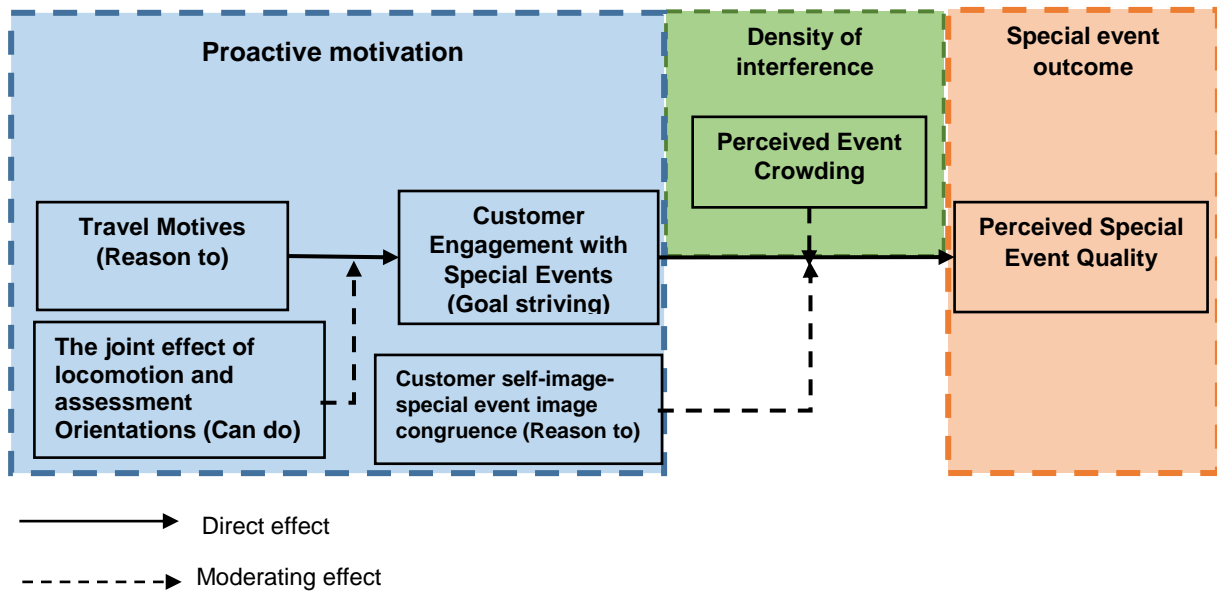 Proactive motivation
Density of
interference
Special event
outcome
Perceived Event
Crowding
Travel Motives
(Reason to)
Customer
Engagement with
Special Events
(Goal striving)
Perceived Special
Event Quality
The joint effect of
locomotion and
assessment
Orientations (Can do)
Customer self-image-
special event image
congruence (Reason to)
Direct effect
Moderating effect